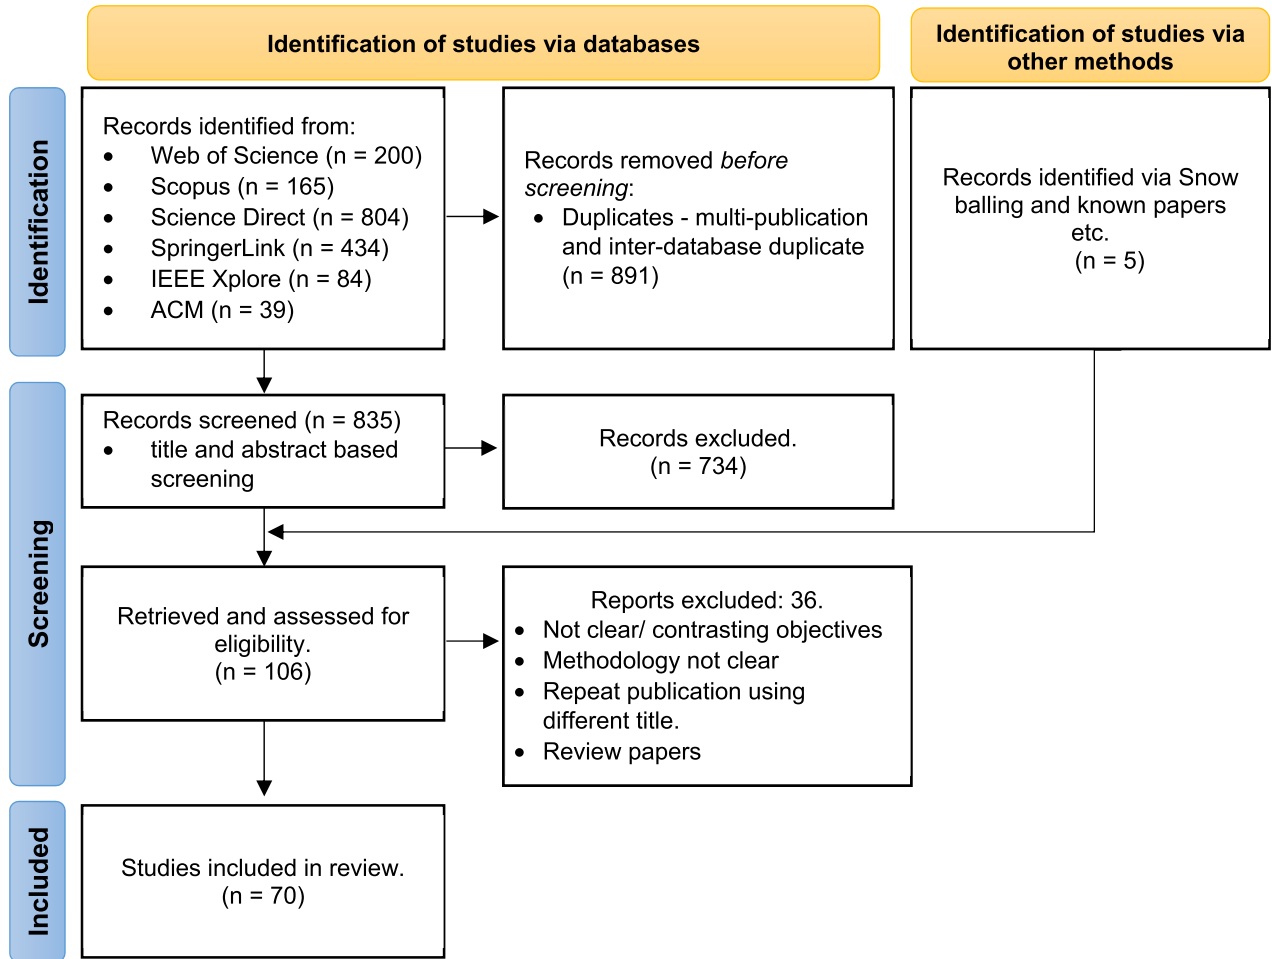 Identification of studies via databases
Identification of studies via
other methods
Identification
Records identified from:
• Web of Science (n = 200)
• Scopus (n = 165)
• Science Direct (n = 804)
• SpringerLink (n = 434)
• IEEE Xplore (n = 84)
• ACM (n = 39)
Records removed before
screening:
• Duplicates - multi-publication
and inter-database duplicate
(n = 891)
Records identified via Snow
balling and known papers
etc.
(n = 5)
Screening
Records screened (n = 835)
• title and abstract based
screening
Records excluded.
(n = 734)
Retrieved and assessed for
eligibility.
(n = 106)
Reports excluded: 36.
• Not clear/ contrasting objectives
• Methodology not clear
• Repeat publication using
different title.
• Review papers
Included
Studies included in review.
(n = 70)